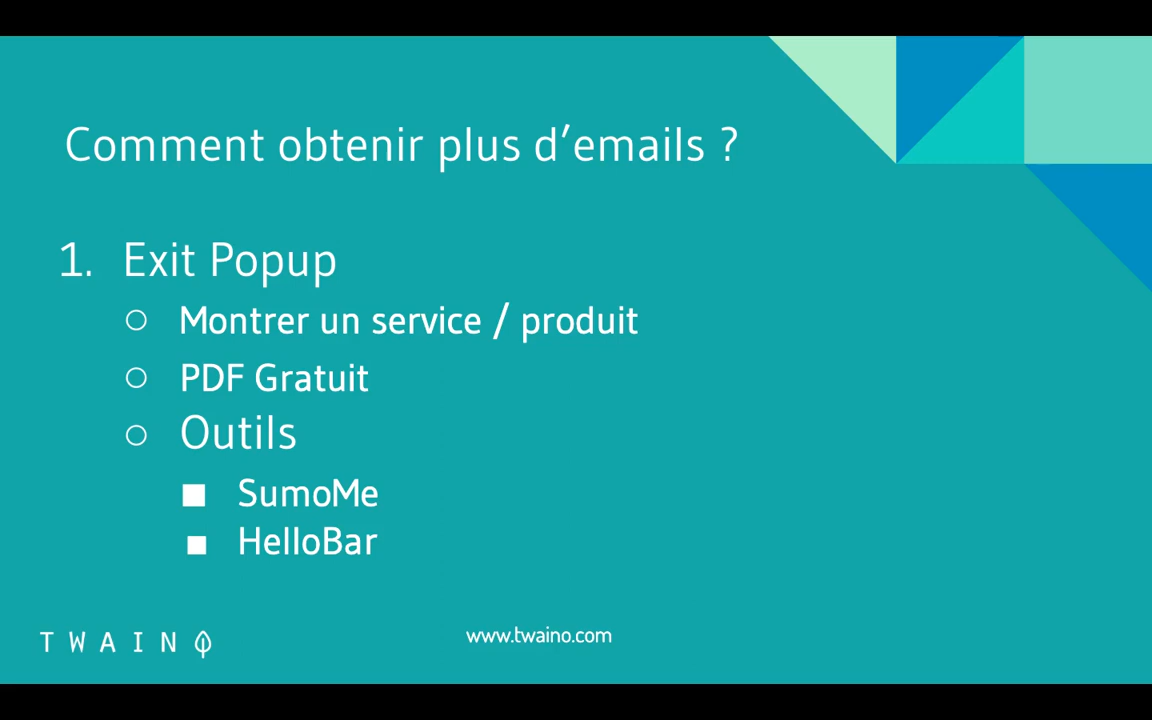 Comment obtenir plus d’emails ?
1. Exit Popup
○ Montrer un service / produit
○ PDF Gratuit
○ Outils
■ SumoMe
■ HelloBar
TWAINO
www.twaino.com